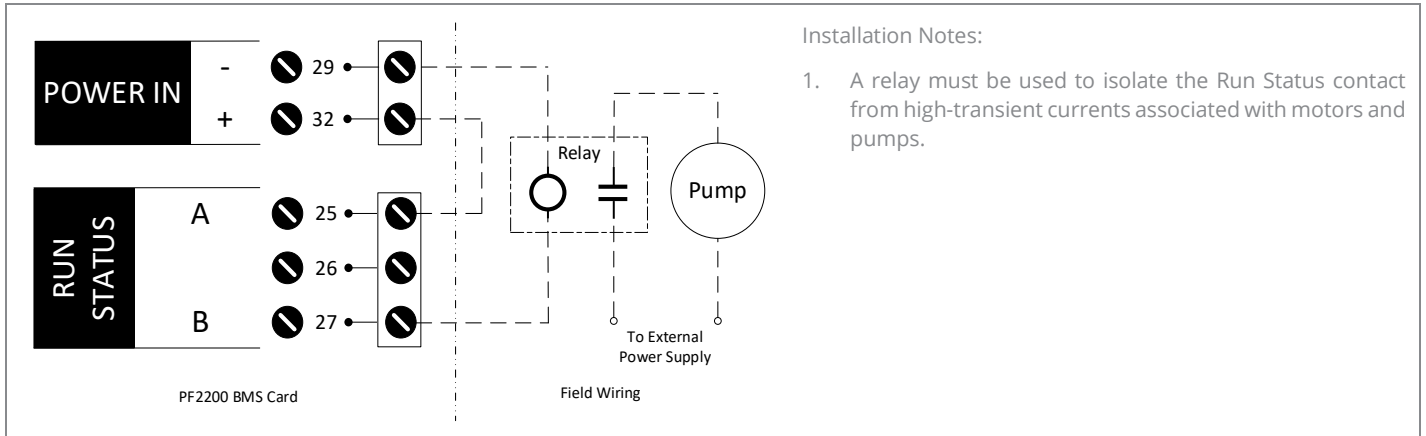 POWER IN
-
29
+
32
RUN
STATUS
A
25
26
B
27
PF2200 BMS Card
Relay
Pump
To External
Power Supply
Field Wiring
Installation Notes:
1. A relay must be used to isolate the Run Status contact
from high-transient currents associated with motors and
pumps.